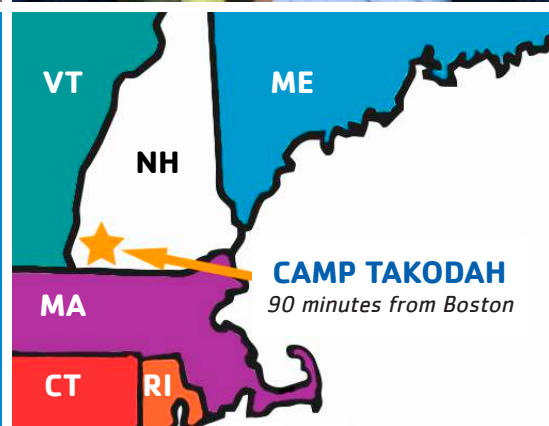 VT
ME
NH
CAMP TAKODAH
90 minutes from Boston
MA
CT
RI